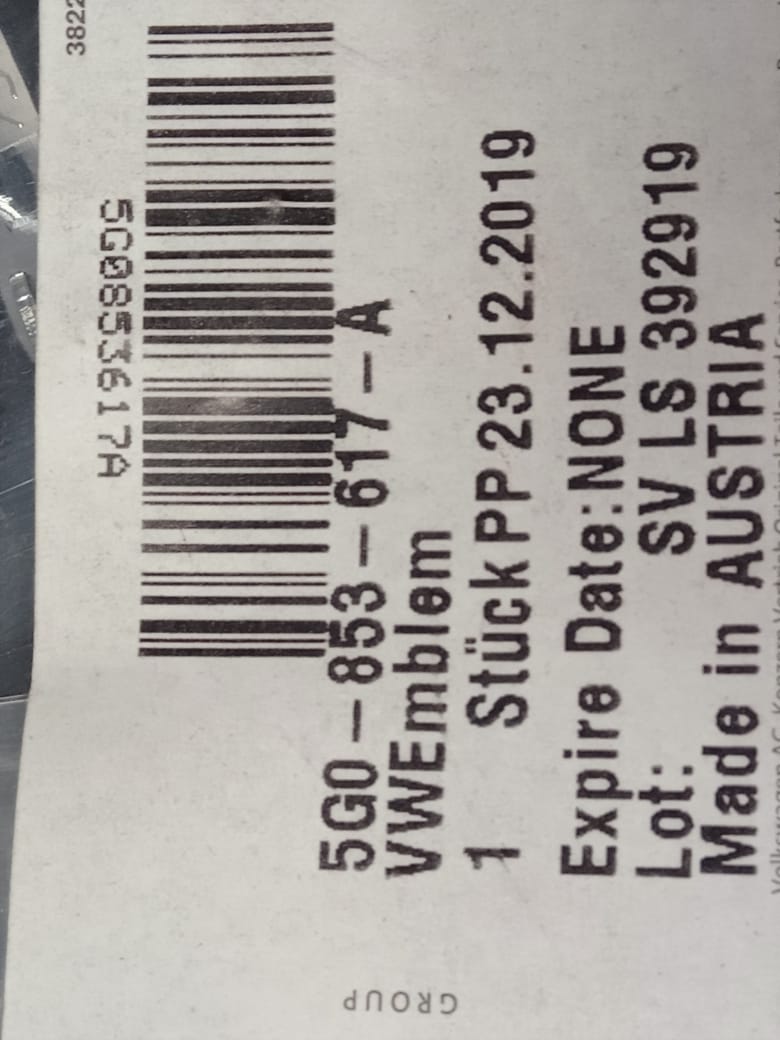 3822
5G0853617A
5G0-853-617-A
VWEmblem
1 Stück PP 23.12.2019
Expire Date:NONE
Lot: SV LS 392919
Made in AUSTRIA
GROUP